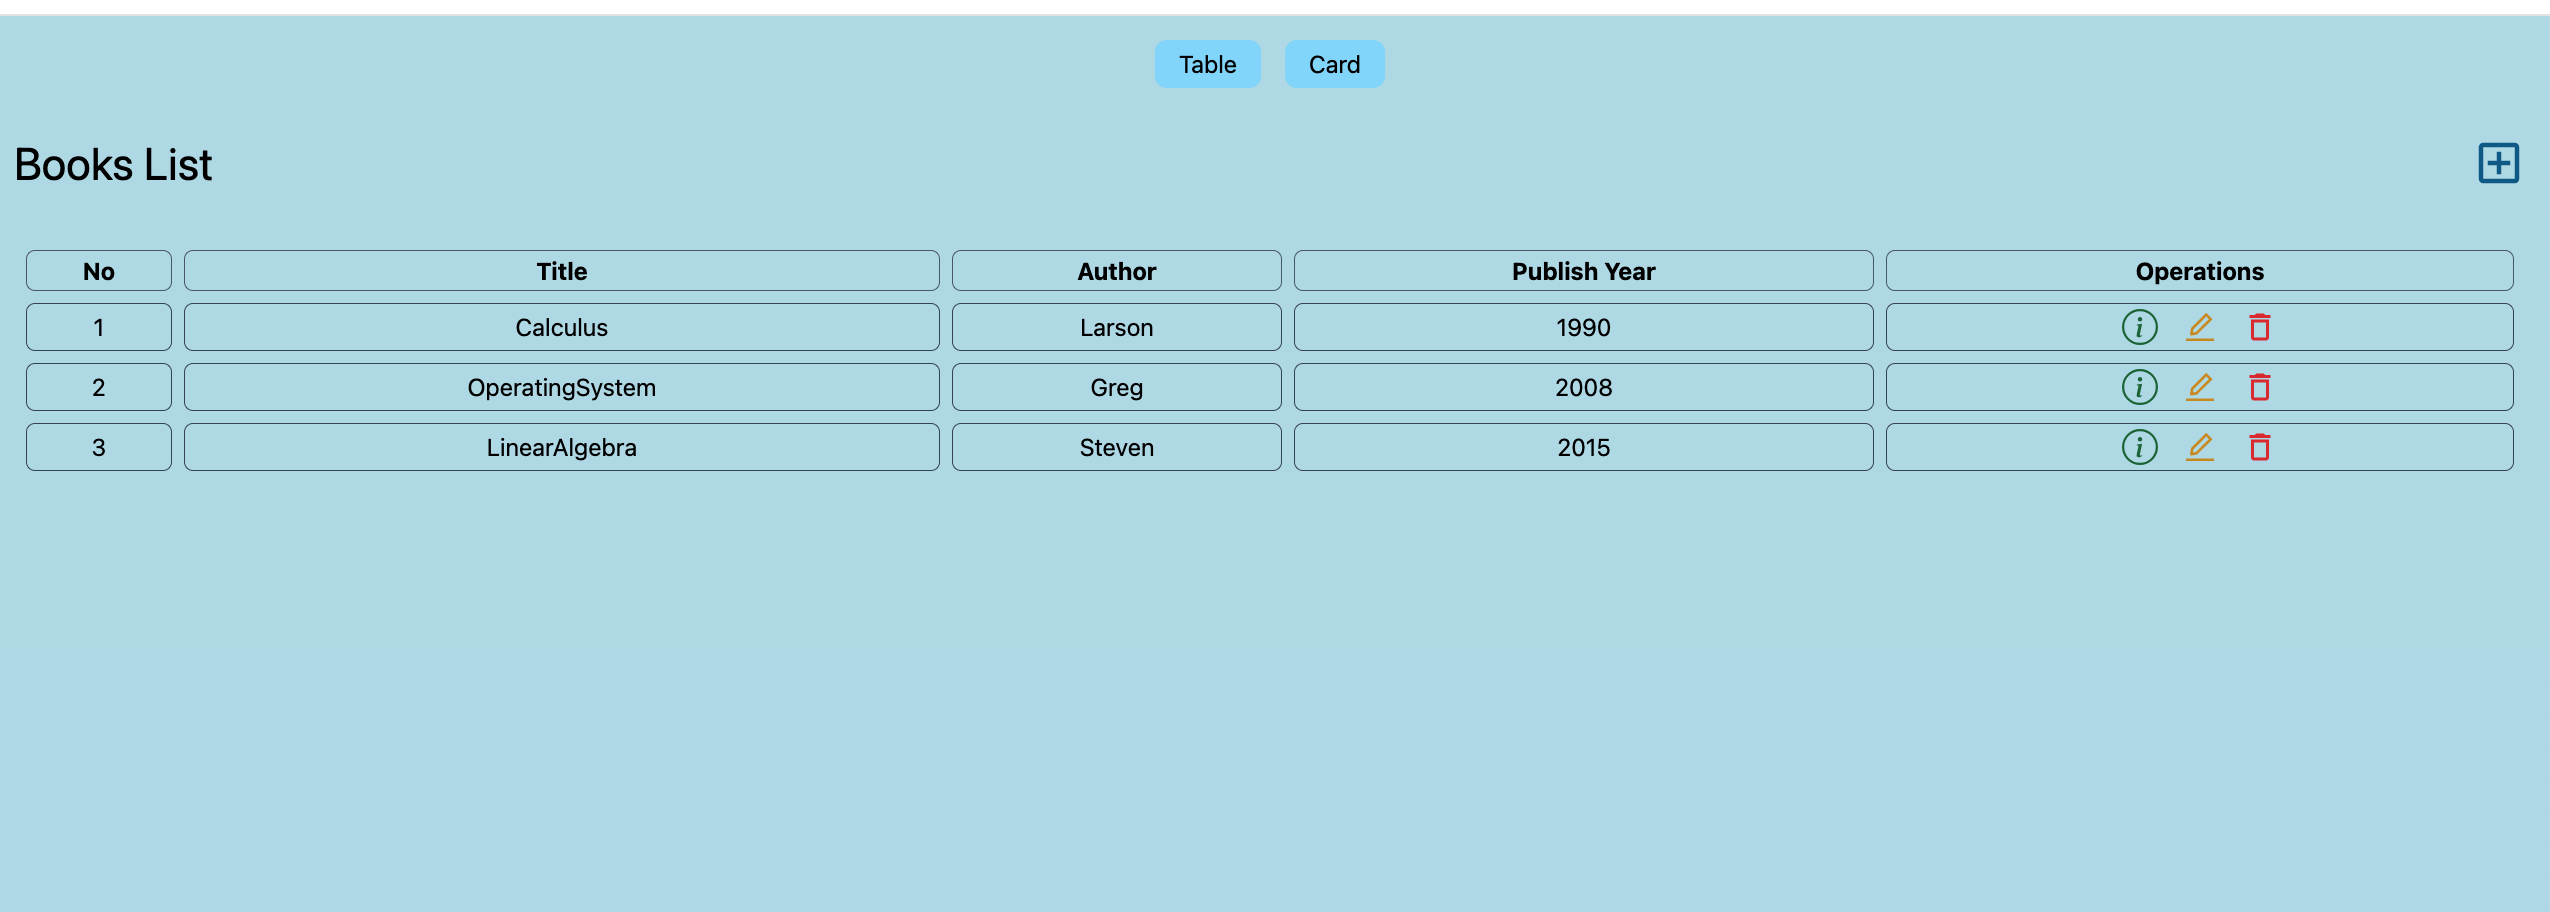 Table Card
Books List
No Title Author Publish Year Operations
1 Calculus Larson 1990
2 OperatingSystem Greg 2008
3 LinearAlgebra Steven 2015